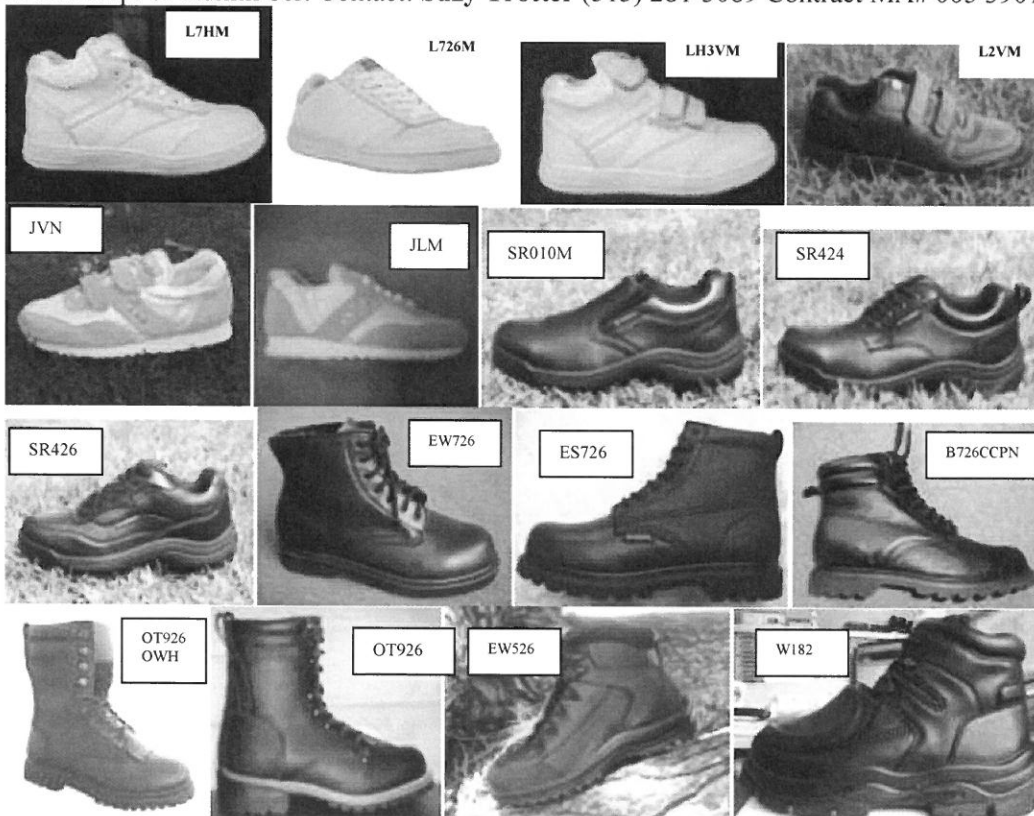 L7HM
L726M
LH3VM
L2VM
JVN
JLM
SR010M
SR424
SR426
EW726
ES726
B726CCPN
OT926
OWH
OT926
EW526
W182